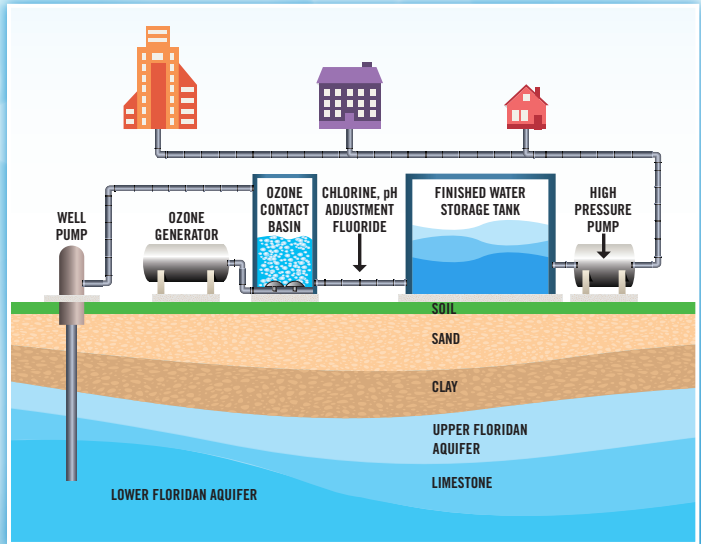 WELL
PUMP
OZONE
GENERATOR
OZONE
CONTACT
BASIN
CHLORINE, pH
ADJUSTMENT
FLUORIDE
FINISHED WATER
STORAGE TANK
HIGH
PRESSURE
PUMP
SOIL
SAND
CLAY
UPPER FLORIDAN
AQUIFER
LIMESTONE
LOWER FLORIDAN AQUIFER